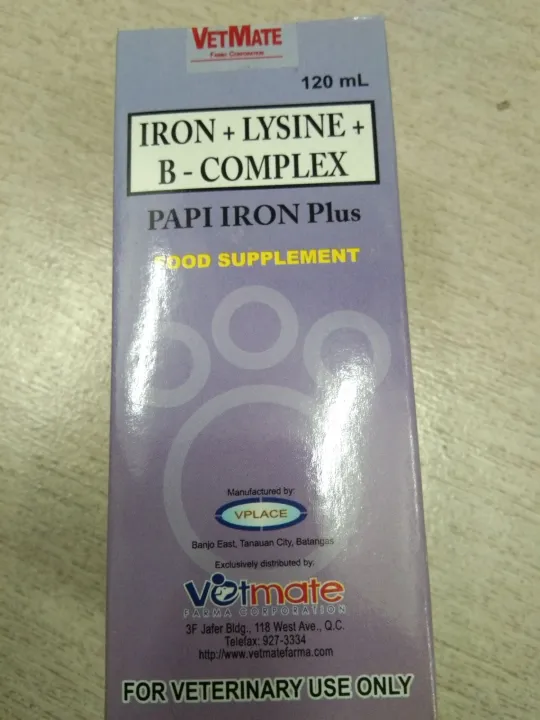 VETMATE
FARMA CORPORATION
120 mL
IRON + LYSINE +
B - COMPLEX
PAPI IRON Plus
FOOD SUPPLEMENT
Manufactured by:
VPLACE
Banjo East, Tanauan City, Batangas
Exclusively distributed by:
Vetmate
FARMA CORPORATION
3F Jafer Bldg., 118 West Ave., Q.C.
Telefax: 927-3334
http://www.vetmatefarma.com
FOR VETERINARY USE ONLY